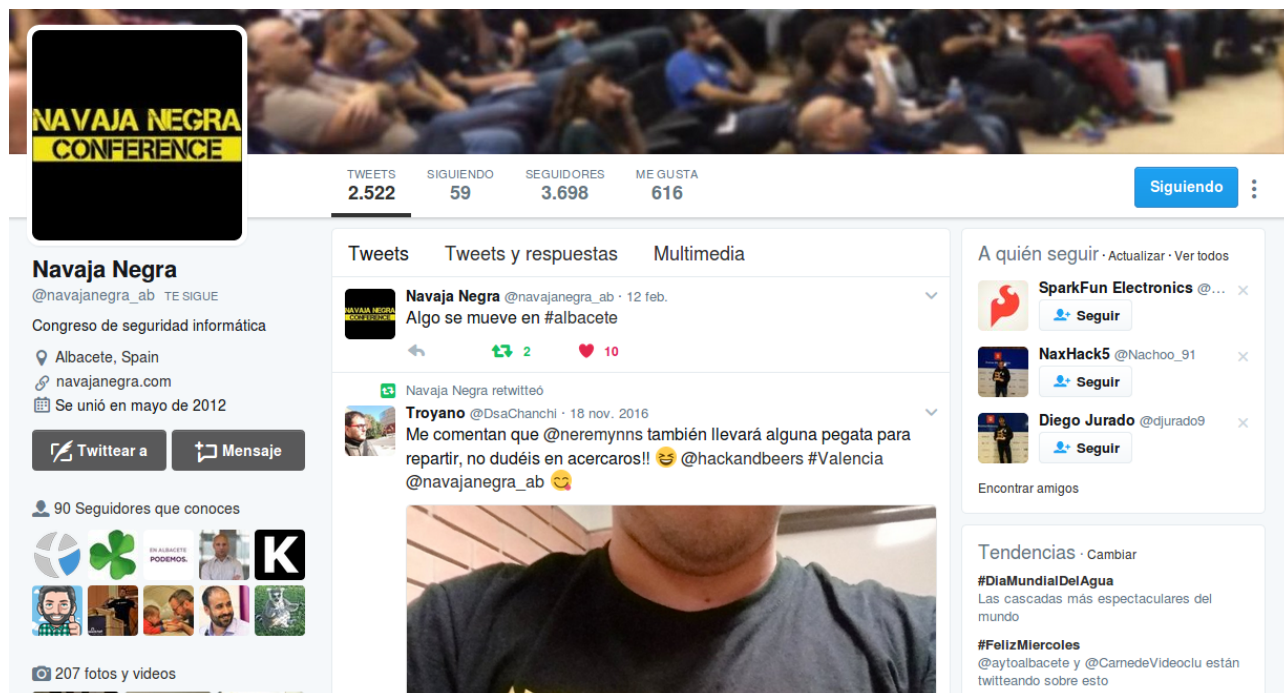 NAVAJA NEGRA
CONFERENCE
TWEETS
2.522
SIGUIENDO
59
SEGUIDORES
3.698
ME GUSTA
616
Siguiendo
Navaja Negra
@navajanegra_ab TE SIGUE
Congreso de seguridad informática
Albacete, Spain
navajanegra.com
Se unió en mayo de 2012
Twittear a
Mensaje
90 Seguidores que conoces
EN ALBACETE
PODEMOS.
K
207 fotos y videos
Tweets
Tweets y respuestas
Multimedia
NAVAJA NEGRA
CONFERENCE
Navaja Negra @navajanegra_ab · 12 feb.
Algo se mueve en #albacete
2
10
Navaja Negra retwitteó
Troyano @DsaChanchi · 18 nov. 2016
Me comentan que @neremynns también llevará alguna pegata para
repartir, no dudéis en acercaros!! 😆 @hackandbeers #Valencia
@navajanegra_ab 😋
A quién seguir · Actualizar · Ver todos
SparkFun Electronics @...
Seguir
NaxHack5 @Nachoo_91
Seguir
Diego Jurado @djurado9
Seguir
Encontrar amigos
Tendencias · Cambiar
#DiaMundialDelAgua
Las cascadas más espectaculares del
mundo
#FelizMiercoles
@aytoalbacete y @CarnedeVideoclu están
twitteando sobre esto